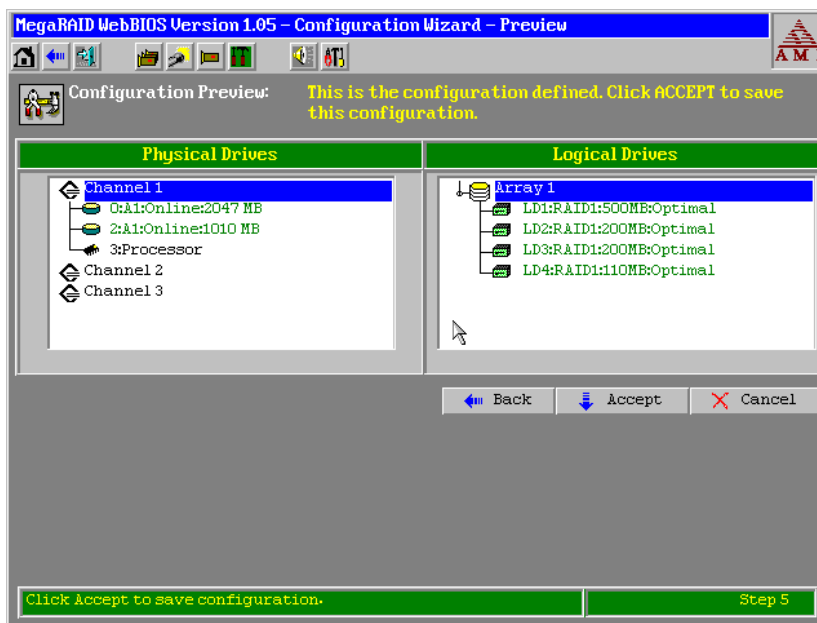 MegaRAID WebBIOS Version 1.05 – Configuration Wizard – Preview
AM
Configuration Preview:
This is the configuration defined. Click ACCEPT to save
this configuration.
Physical Drives
Logical Drives
Channel 1
0:A1:Online:2047 MB
2:A1:Online:1010 MB
3:Processor
Channel 2
Channel 3
Array 1
LD1:RAID1:500MB:Optimal
LD2:RAID1:200MB:Optimal
LD3:RAID1:200MB:Optimal
LD4:RAID1:110MB:Optimal
Back
Accept
Cancel
Click Accept to save configuration.
Step 5